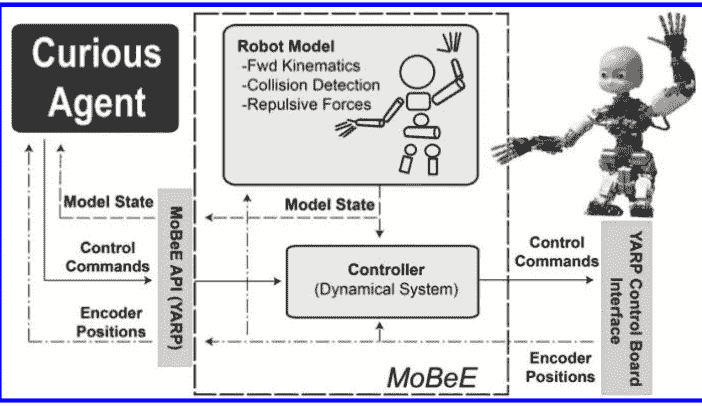 Curious
Agent
Robot Model
-Fwd Kinematics
-Collision Detection
-Repulsive Forces
Model State
Model State
MoBeE API (YARP)
Control
Commands
Controller
(Dynamical System)
Control
Commands
YARP Control Board
Interface
Encoder
Positions
Encoder
Positions
MoBeE